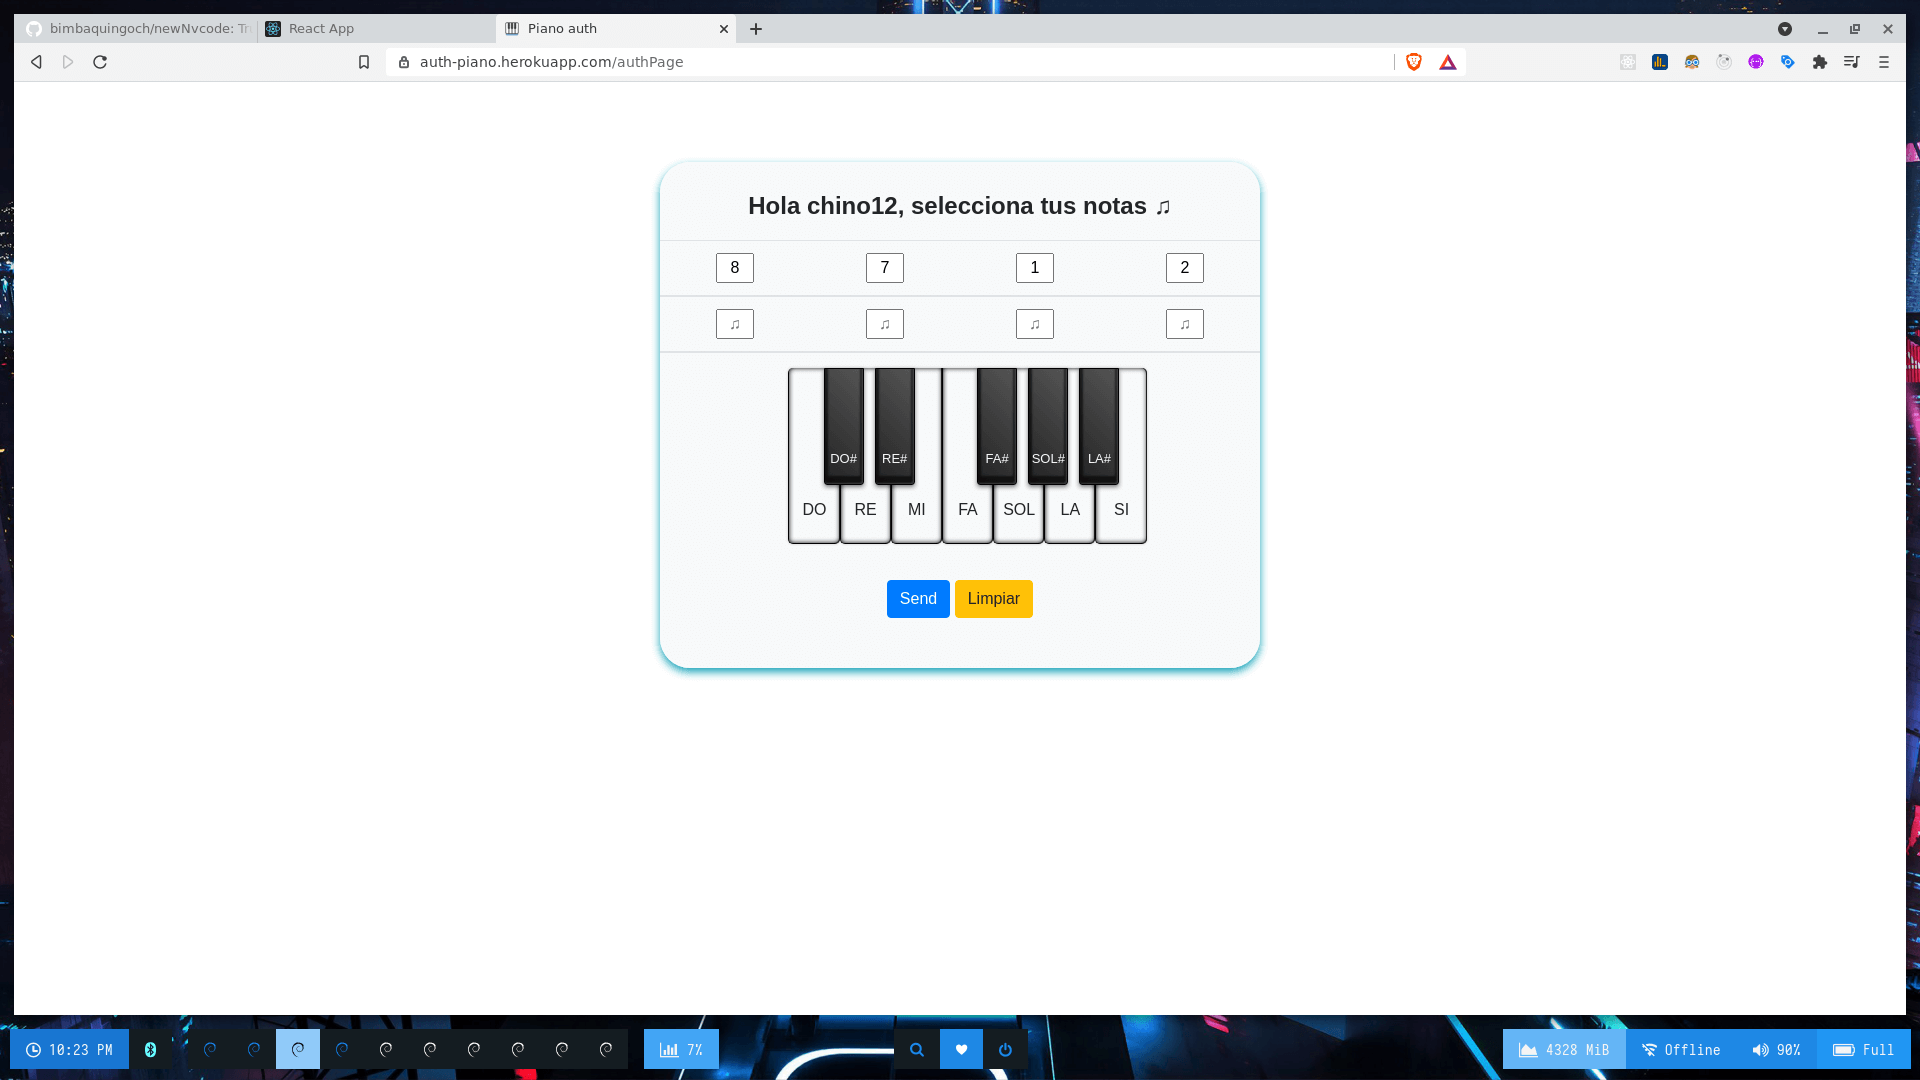 bimbaquingoch/newNvcode: Tr
React App
Piano auth
auth-piano.herokuapp.com/authPage
Hola chino12, selecciona tus notas ♫
8 7 1 2
♫ ♫ ♫ ♫
DO# RE# FA# SOL# LA#
DO RE MI FA SOL LA SI
Send Limpiar
10:23 PM 7% 4328 MiB Offline 90% Full